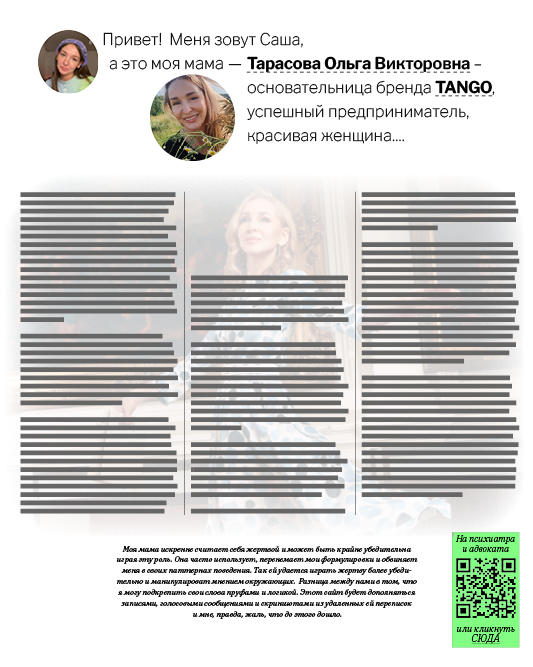 Привет! Меня зовут Саша,
а это моя мама — Тарасова Ольга Викторовна –
основательница бренда TANGO,
успешный предприниматель,
красивая женщина....
Моя мама искренне считает себя жертвой и может быть крайне убедительна
играя эту роль. Она часто использует, перенемает мои формулировки и обвиняет
меня в своих паттернах поведения. Так ей удается играть жертву более убеди-
тельно и манипулироват мнением окружающих. Разница между нами в том, что
я могу подкрепить свои слова пруфами и логикой. Этот сайт будет дополняться
записями, голосовыми сообщениями и скриншотами из удаленных ей переписок
и мне, правда, жаль, что до этого дошло.
На психиатра
и адвоката
или кликнуть
СЮДА